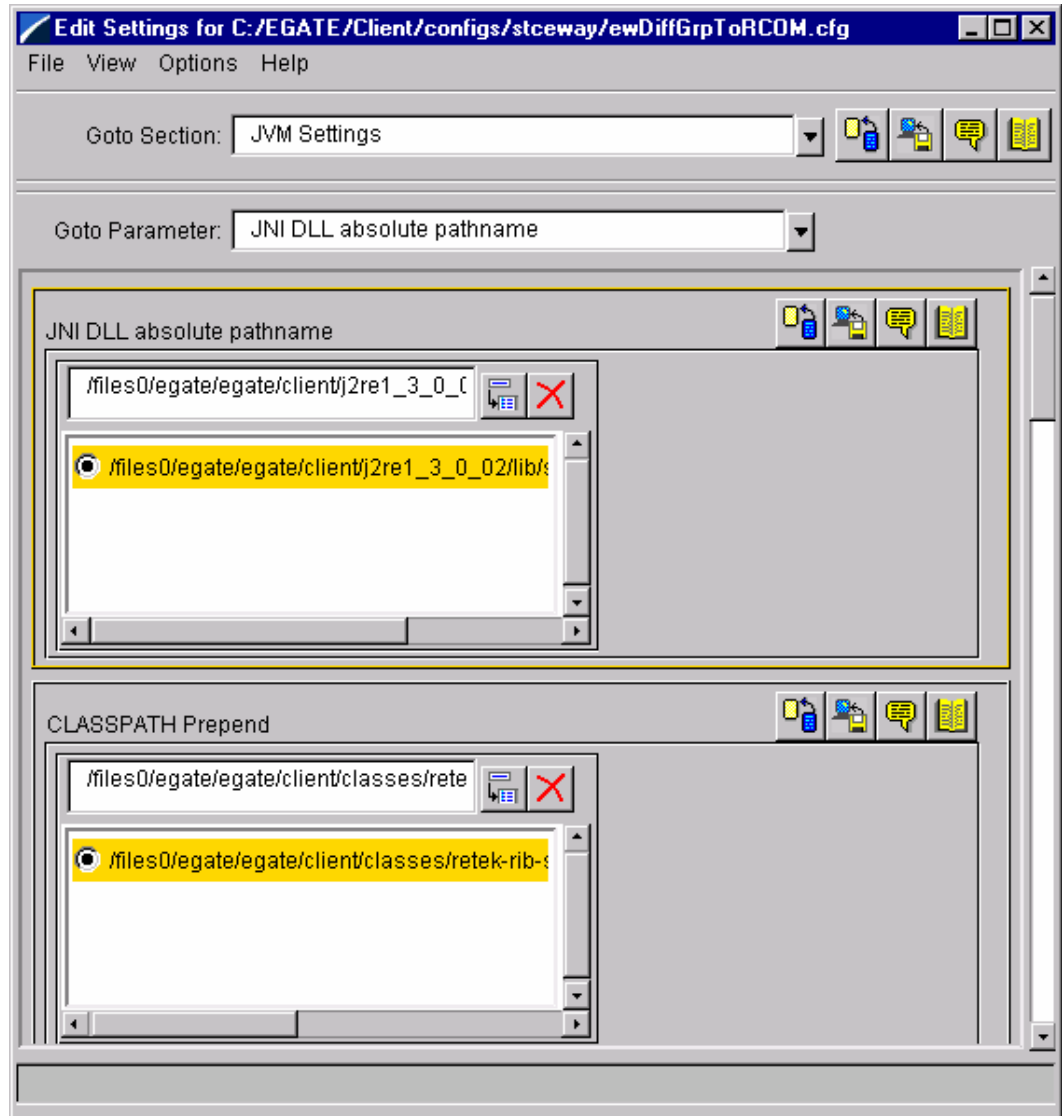 Edit Settings for C:/EGATE/Client/configs/stceway/ewDiffGrpToRCOM.cfg
File View Options Help
Goto Section: JVM Settings
Goto Parameter: JNI DLL absolute pathname
JNI DLL absolute pathname
/files0/egate/egate/client/j2re1_3_0_0
/files0/egate/egate/client/j2re1_3_0_02/lib/s
CLASSPATH Prepend
/files0/egate/egate/client/classes/rete
/files0/egate/egate/client/classes/retek-rib-s